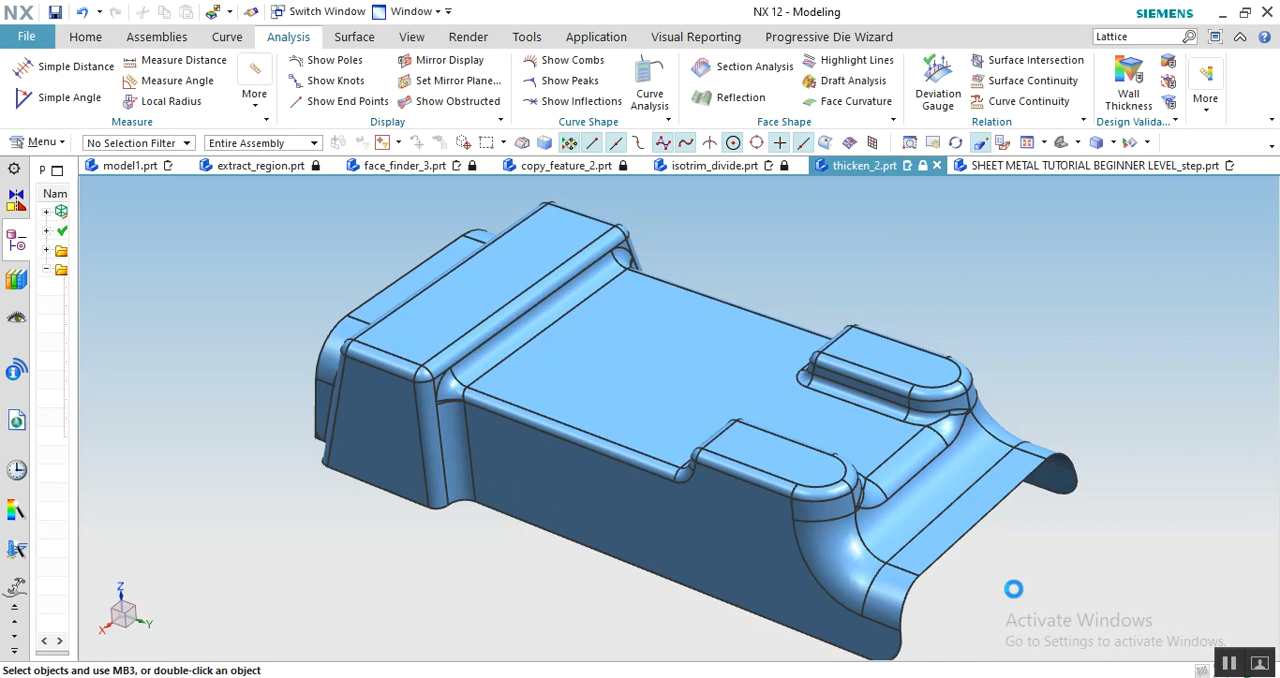 NX Switch Window Window NX 12 - Modeling SIEMENS
File Home Assemblies Curve Analysis Surface View Render Tools Application Visual Reporting Progressive Die Wizard Lattice
Simple Distance Measure Distance Show Poles Mirror Display Show Combs Section Analysis Highlight Lines Surface Intersection
Measure Angle Show Knots Set Mirror Plane... Show Peaks Draft Analysis Surface Continuity
Simple Angle Local Radius More Show End Points Show Obstructed Show Inflections Curve Analysis Reflection Face Curvature Deviation Gauge Curve Continuity Wall Thickness More
Measure Display Curve Shape Face Shape Relation Design Valida...
Menu No Selection Filter Entire Assembly
model1.prt extract_region.prt face_finder_3.prt copy_feature_2.prt isotrim_divide.prt thicken_2.prt SHEET METAL TUTORIAL BEGINNER LEVEL_step.prt
P
Nam
Z
X Y
Activate Windows
Go to Settings to activate Windows.
Select objects and use MB3, or double-click an object